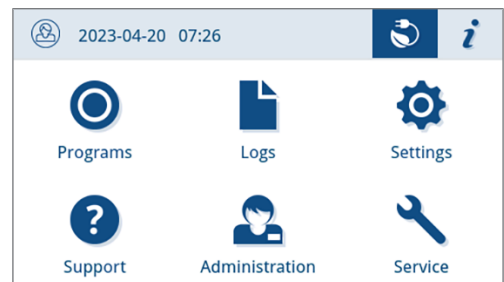 2023-04-20 07:26
i
Programs Logs Settings
?
Support Administration Service